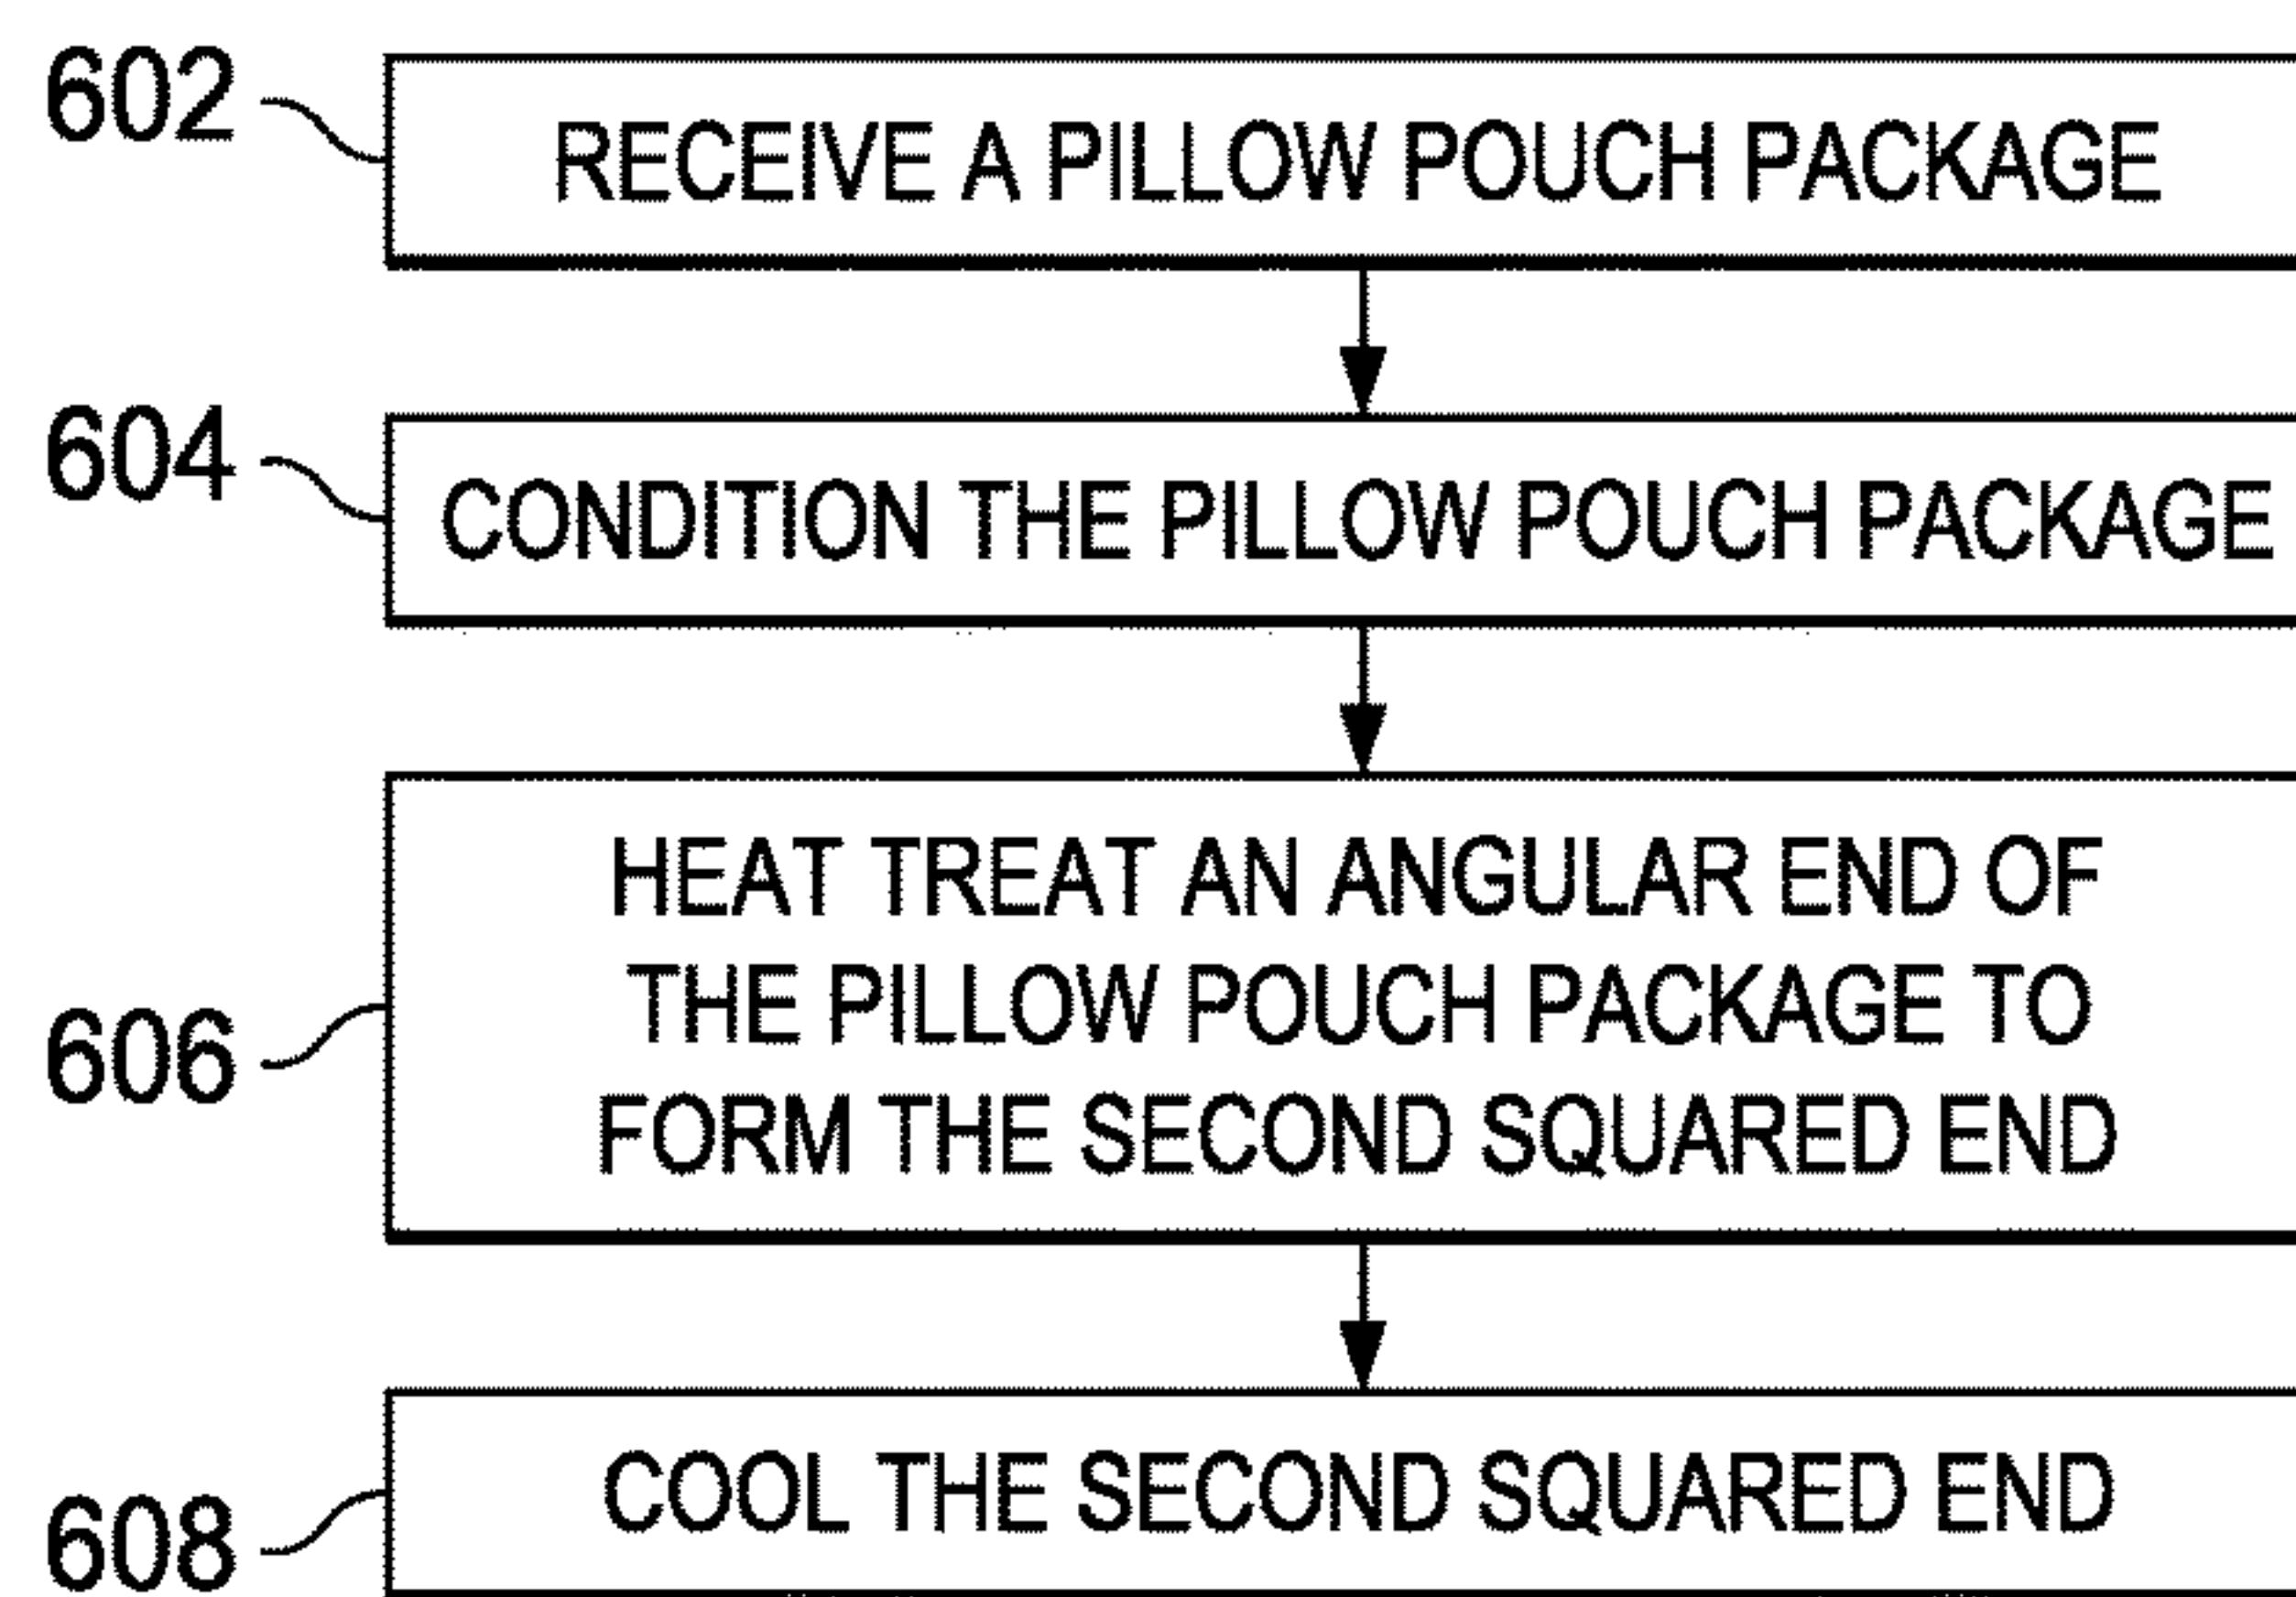 602
RECEIVE A PILLOW POUCH PACKAGE
604
CONDITION THE PILLOW POUCH PACKAGE
606
HEAT TREAT AN ANGULAR END OF
THE PILLOW POUCH PACKAGE TO
FORM THE SECOND SQUARED END
608
COOL THE SECOND SQUARED END